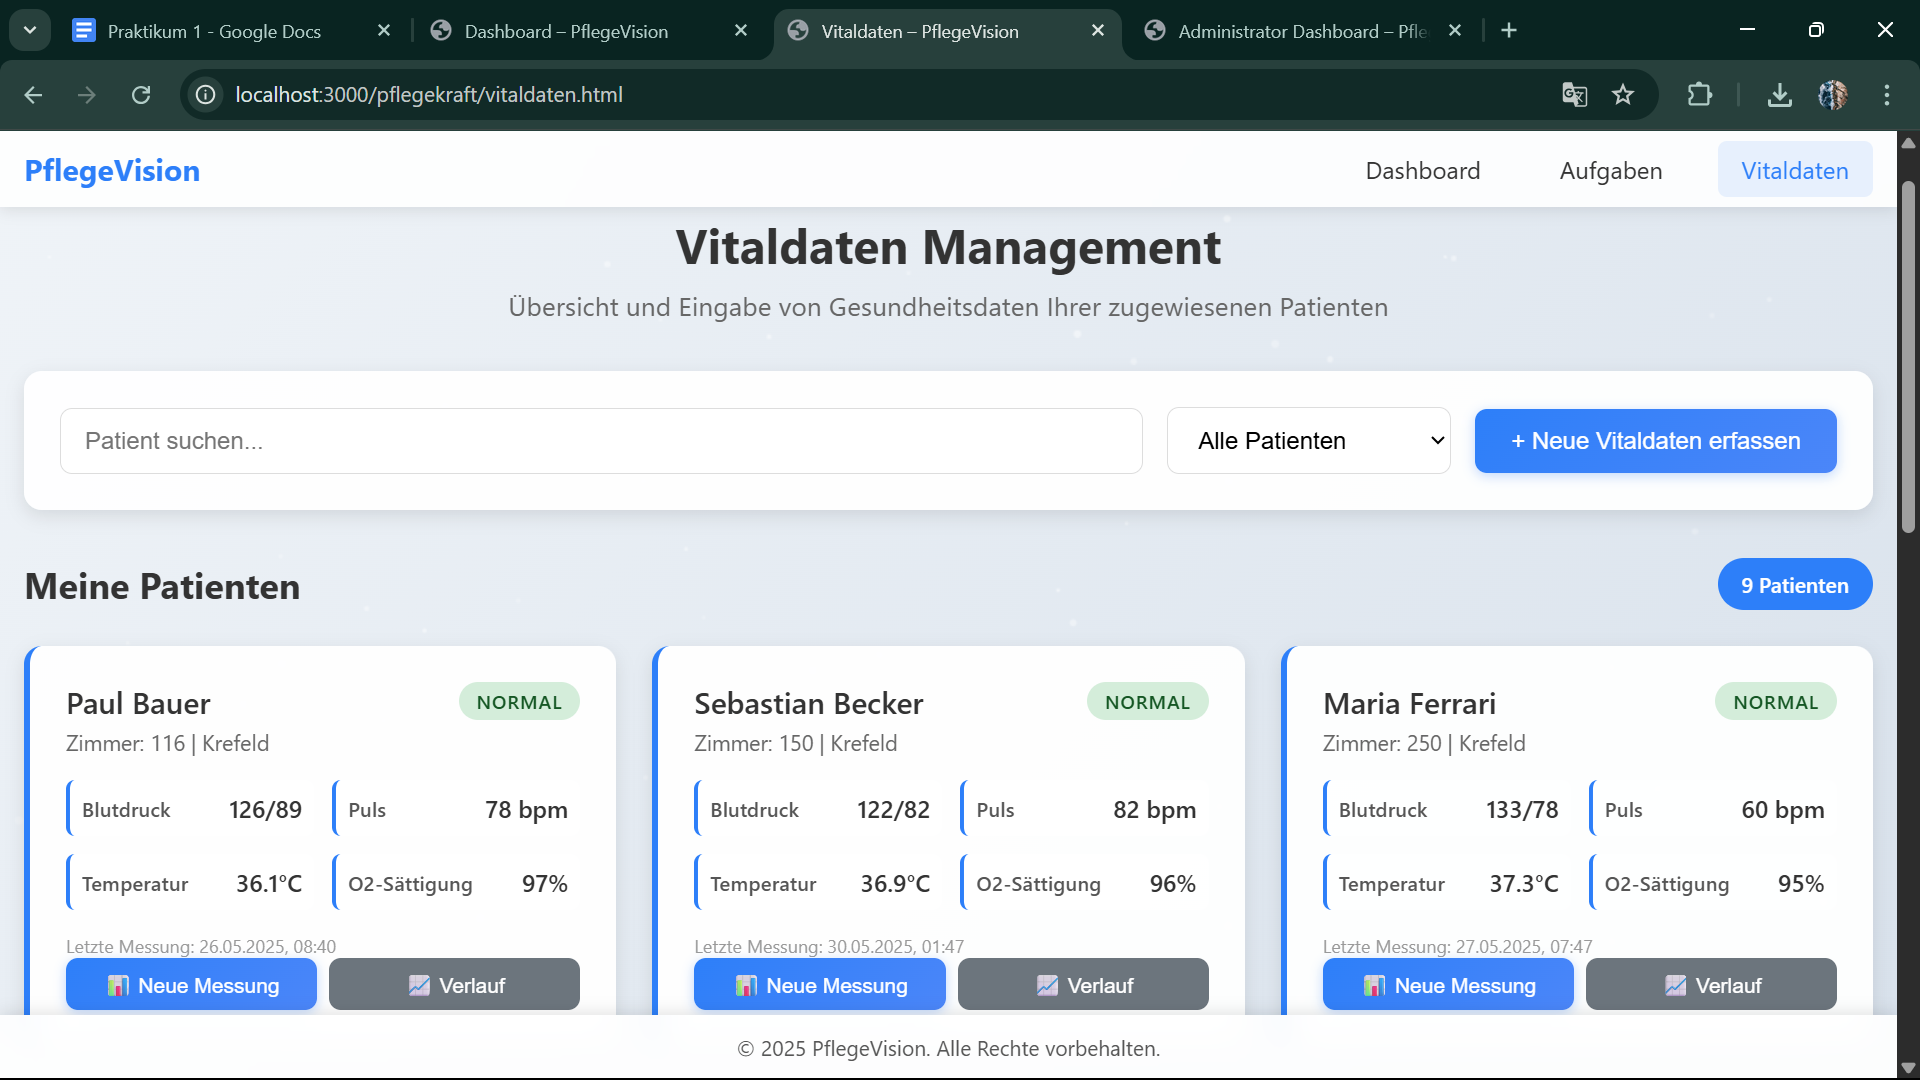 Praktikum 1 - Google Docs
Dashboard – PflegeVision
Vitaldaten – PflegeVision
Administrator Dashboard – Pfle
localhost:3000/pflegekraft/vitaldaten.html
PflegeVision
Dashboard
Aufgaben
Vitaldaten
Vitaldaten Management
Übersicht und Eingabe von Gesundheitsdaten Ihrer zugewiesenen Patienten
Patient suchen...
Alle Patienten
+ Neue Vitaldaten erfassen
Meine Patienten
9 Patienten
Paul Bauer
NORMAL
Zimmer: 116 | Krefeld
Blutdruck 126/89
Puls 78 bpm
Temperatur 36.1°C
O2-Sättigung 97%
Letzte Messung: 26.05.2025, 08:40
Neue Messung
Verlauf
Sebastian Becker
NORMAL
Zimmer: 150 | Krefeld
Blutdruck 122/82
Puls 82 bpm
Temperatur 36.9°C
O2-Sättigung 96%
Letzte Messung: 30.05.2025, 01:47
Neue Messung
Verlauf
Maria Ferrari
NORMAL
Zimmer: 250 | Krefeld
Blutdruck 133/78
Puls 60 bpm
Temperatur 37.3°C
O2-Sättigung 95%
Letzte Messung: 27.05.2025, 07:47
Neue Messung
Verlauf
© 2025 PflegeVision. Alle Rechte vorbehalten.